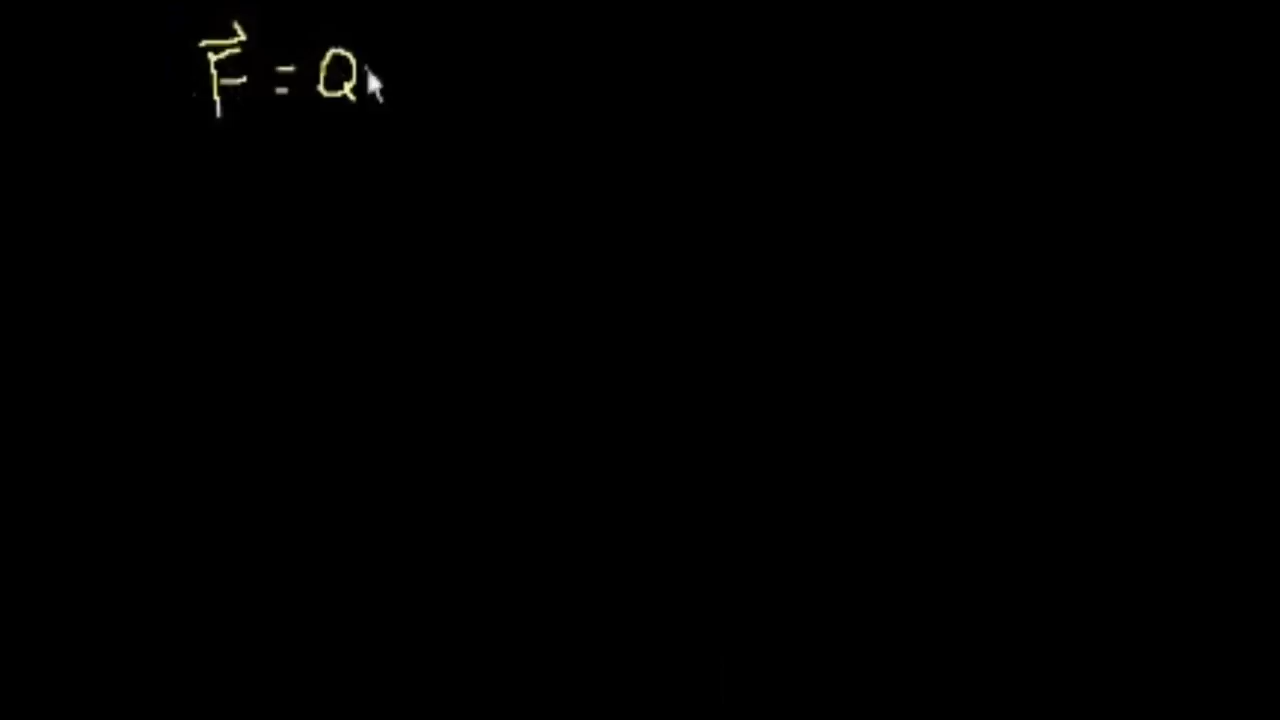 F⃗ = Q